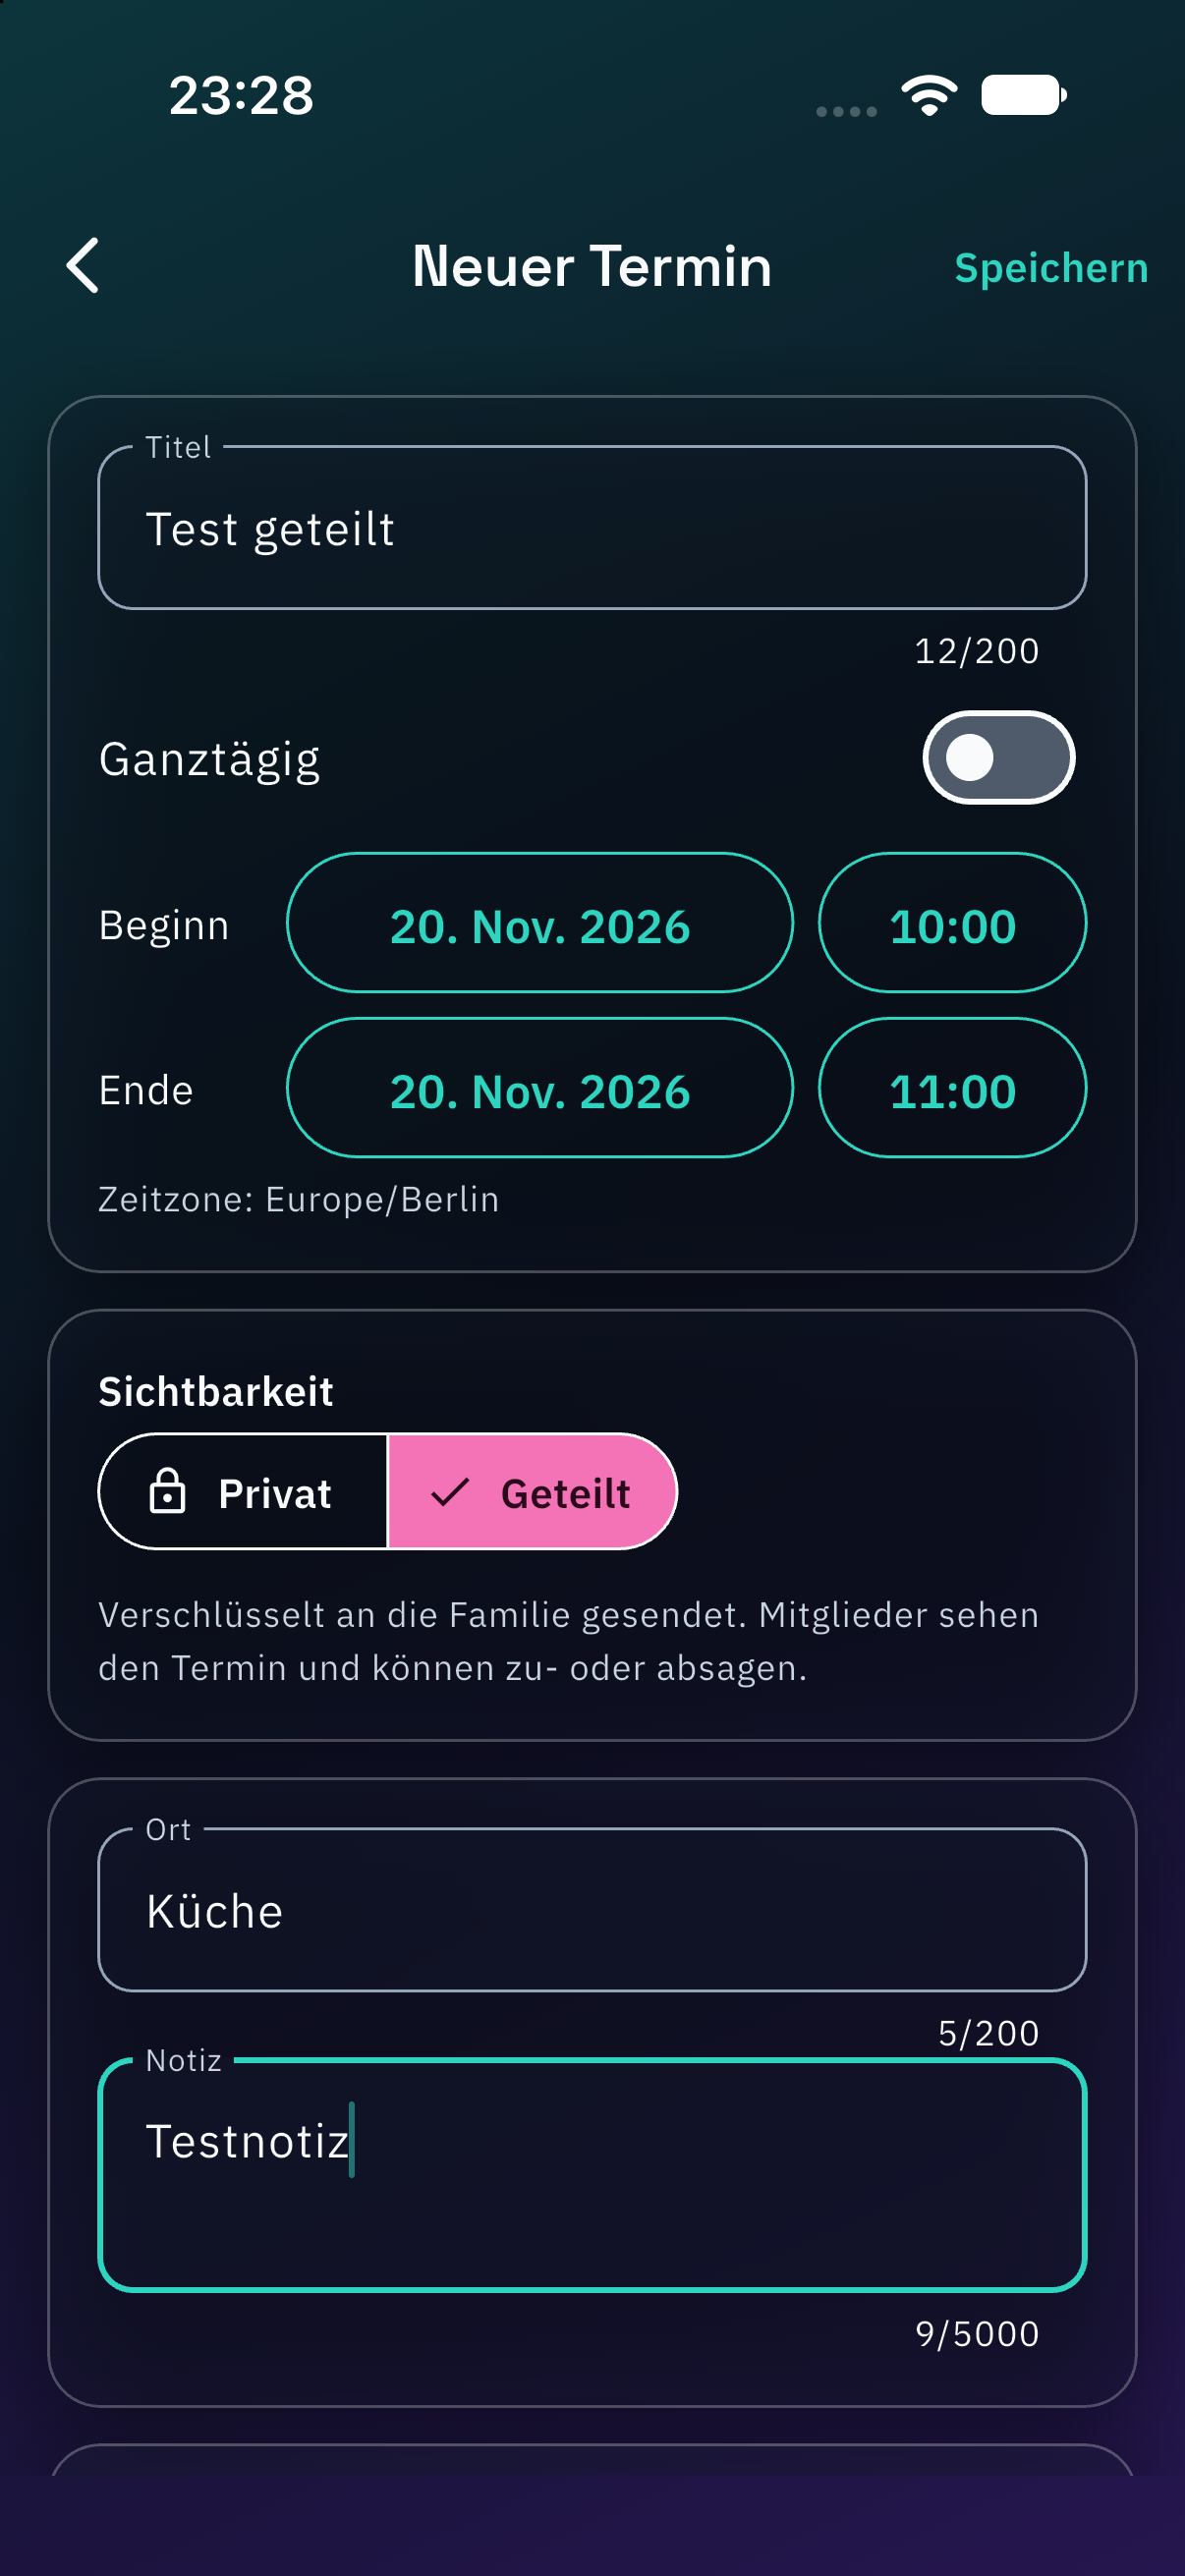 23:28
Neuer Termin
Speichern
Titel
Test geteilt
12/200
Ganztägig
Beginn 20. Nov. 2026 10:00
Ende 20. Nov. 2026 11:00
Zeitzone: Europe/Berlin
Sichtbarkeit
Privat Geteilt
Verschlüsselt an die Familie gesendet. Mitglieder sehen
den Termin und können zu- oder absagen.
Ort
Küche
5/200
Notiz
Testnotiz
9/5000